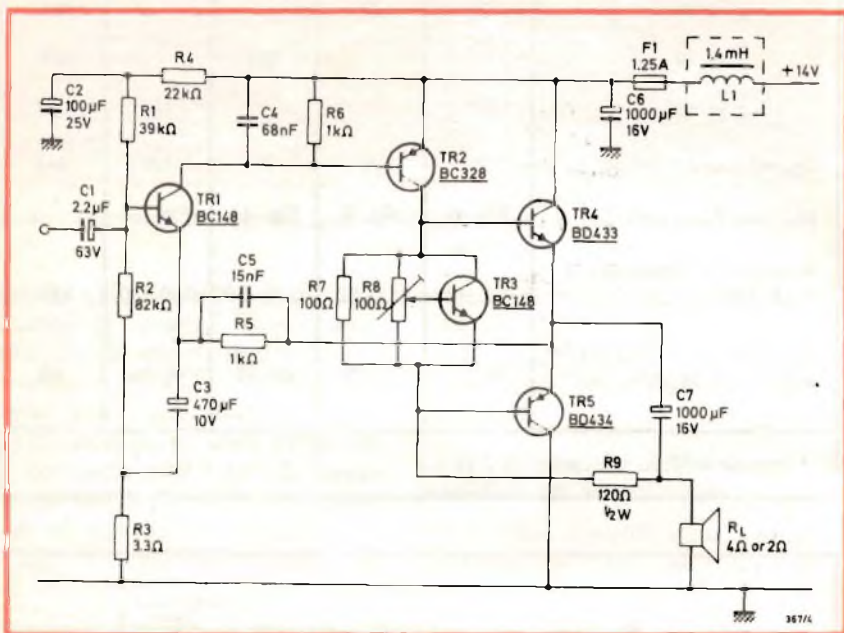 R4
22kΩ
C2
100µF
25V
R1
39kΩ
C4
68nF
R6
1kΩ
F1
1.25A
1.4mH
L1
+14V
C6
1000µF
16V
TR2
BC328
C1
2.2µF
63V
TR1
BC148
TR4
BD433
C5
15nF
R7
100Ω
R8
100Ω
TR3
BC148
R2
82kΩ
R5
1kΩ
C3
470µF
10V
TR5
BD434
C7
1000µF
16V
R9
120Ω
½W
R3
3.3Ω
RL
4Ω or 2Ω
367/4